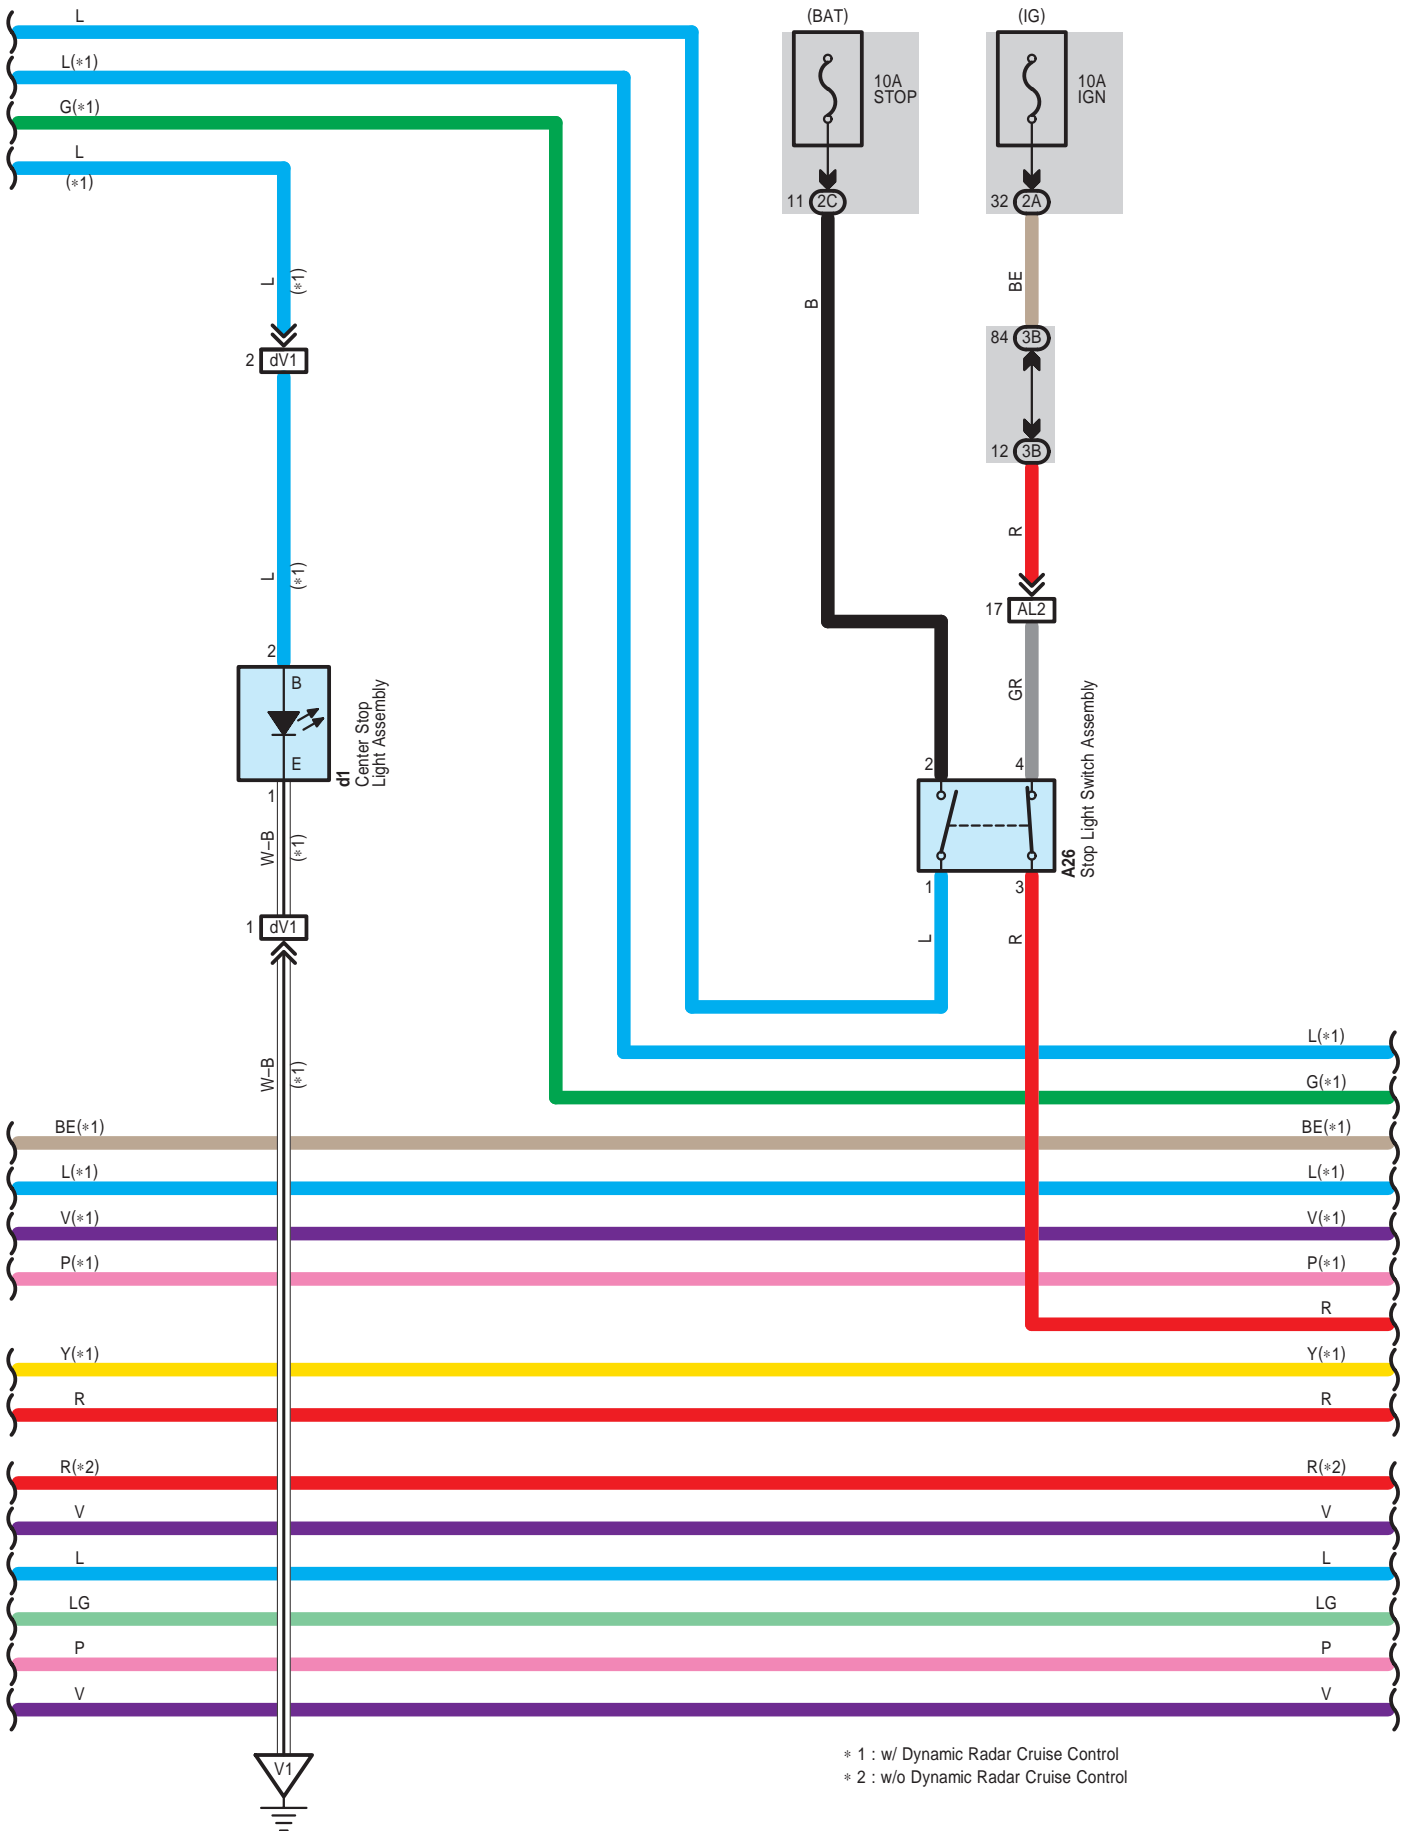 L
L(*1)
G(*1)
L
(*1)
(BAT)
(IG)
10A
STOP
10A
IGN
11 2C
32 2A
B
BE
84 3B
12 3B
R
17 AL2
GR
L
(*1)
2 dV1
L
(*1)
2
B
E
1
d1
Center Stop
Light Assembly
W-B
(*1)
1 dV1
W-B
(*1)
2
4
1
3
A26
Stop Light Switch Assembly
L
R
L(*1)
G(*1)
BE(*1) BE(*1)
L(*1) L(*1)
V(*1) V(*1)
P(*1) P(*1)
R
Y(*1) Y(*1)
R R
R(*2) R(*2)
V V
L L
LG LG
P P
V V
V1
* 1 : w/ Dynamic Radar Cruise Control
* 2 : w/o Dynamic Radar Cruise Control